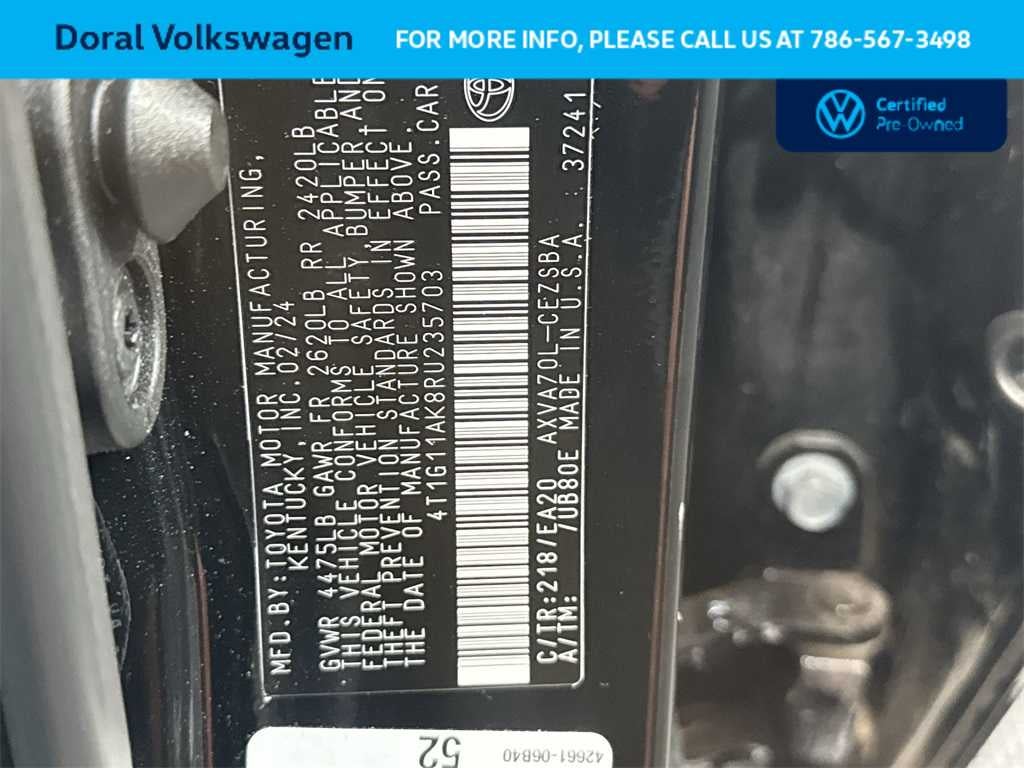 Doral Volkswagen
FOR MORE INFO, PLEASE CALL US AT 786-567-3498
Certified
Pre-Owned
MFD.BY:TOYOTA MOTOR MANUFACTURING,
KENTUCKY, INC.02/24
GVWR 4475LB GAWR FR 2620LB RR 2420LB
THIS VEHICLE CONFORMS TO ALL APPLICABLE
FEDERAL MOTOR VEHICLE SAFETY, BUMPER AND
THEFT PREVENTION STANDARDS IN EFFECT ON
THE DATE OF MANUFACTURE SHOWN ABOVE.
4T1G11AK8RU235703 PASS.CAR
C/TR:218/EA20 AXVA70L-CEZSBA
A/TM: /UB80E MADE IN U.S.A. 37241
52
42661-06B40